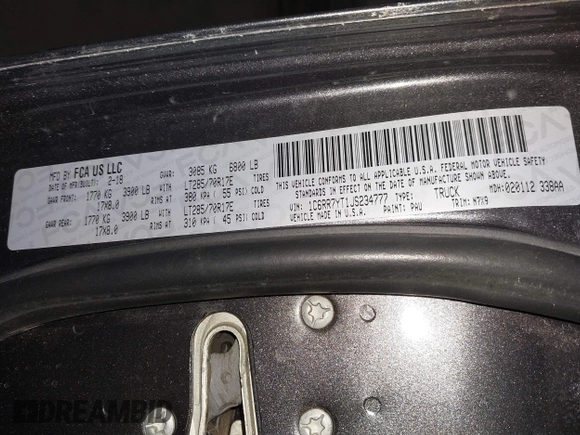 MFD BY FCA US LLC
DATE OF MFR(BUILT): 2-18 GVWR: 3085 KG 6800 LB
GAWR FRONT: 1770 KG 3900 LB LT285/70R17E TIRES
17X8.0 RIMS AT 380 KPA ( 55 PSI) COLD
GAWR REAR: 1770 KG 3900 LB LT285/70R17E TIRES
17X8.0 RIMS AT 310 KPA ( 45 PSI) COLD
THIS VEHICLE CONFORMS TO ALL APPLICABLE U.S.A. FEDERAL MOTOR VEHICLE SAFETY
STANDARDS IN EFFECT ON THE DATE OF MANUFACTURE SHOWN ABOVE.
VIN: 1C6RR7YT1JS234777 TYPE: TRUCK MDH:020112 338AA
PAINT: PAU TRIM: M7X9
DREAMBID